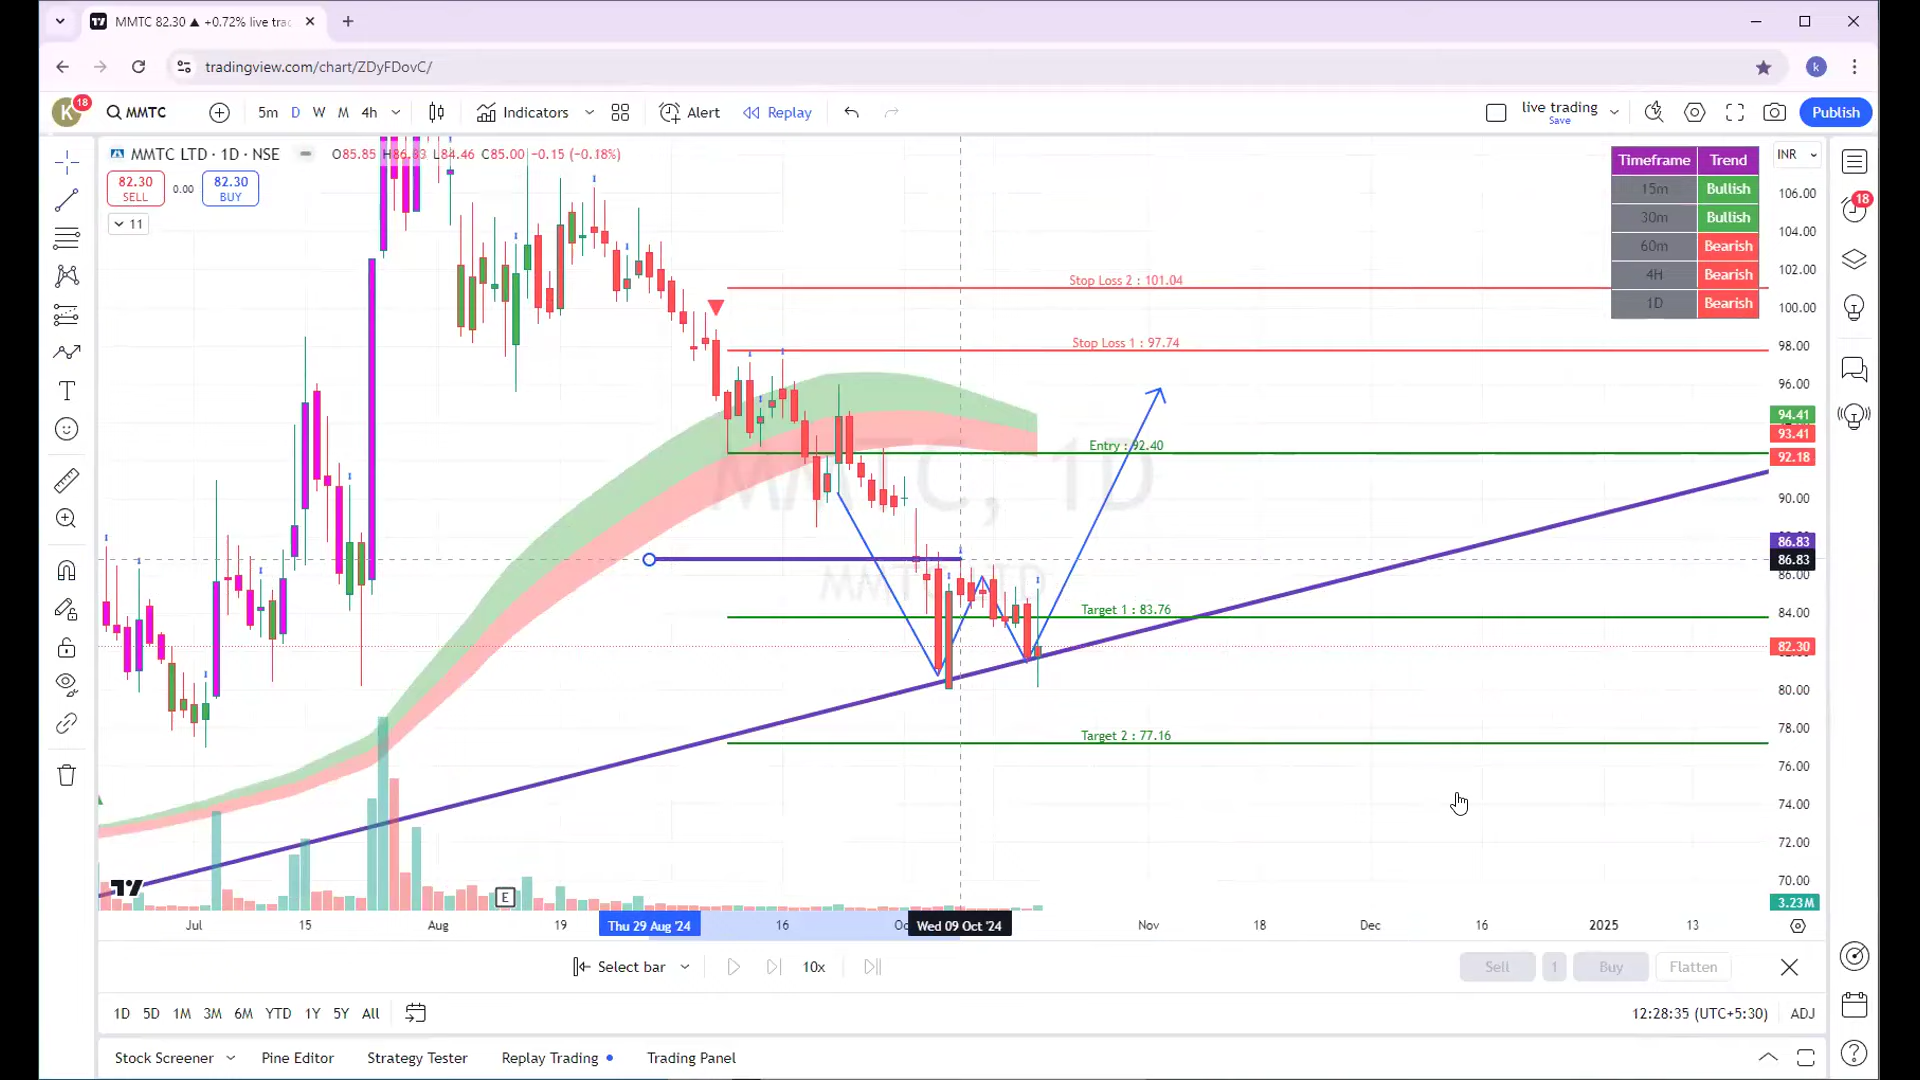 MMTC 82.30 ▲ +0.72% live tra
tradingview.com/chart/ZDyFDovC/
K 18 MMTC 5m D W M 4h Indicators Alert Replay live trading Save Publish
k
MMTC LTD · 1D · NSE O85.85 H86.83 L84.46 C85.00 -0.15 (-0.18%)
82.30 SELL 0.00 82.30 BUY
11
Timeframe Trend
15m Bullish
30m Bullish
60m Bearish
4H Bearish
1D Bearish
INR
18
106.00
104.00
102.00
100.00
98.00
96.00
94.41
93.41
92.18
90.00
86.83
86.83
86.00
84.00
82.30
80.00
78.00
76.00
74.00
72.00
70.00
3.23M
Stop Loss 2 : 101.04
Stop Loss 1 : 97.74
Entry : 92.40
MMTC, 1D
MMTC LTD
Target 1 : 83.76
Target 2 : 77.16
E
Jul 15 Aug 19 Thu 29 Aug '24 16 Wed 09 Oct '24 Nov 18 Dec 16 2025 13
Select bar 10x Sell 1 Buy Flatten
1D 5D 1M 3M 6M YTD 1Y 5Y All 12:28:35 (UTC+5:30) ADJ
Stock Screener Pine Editor Strategy Tester Replay Trading Trading Panel